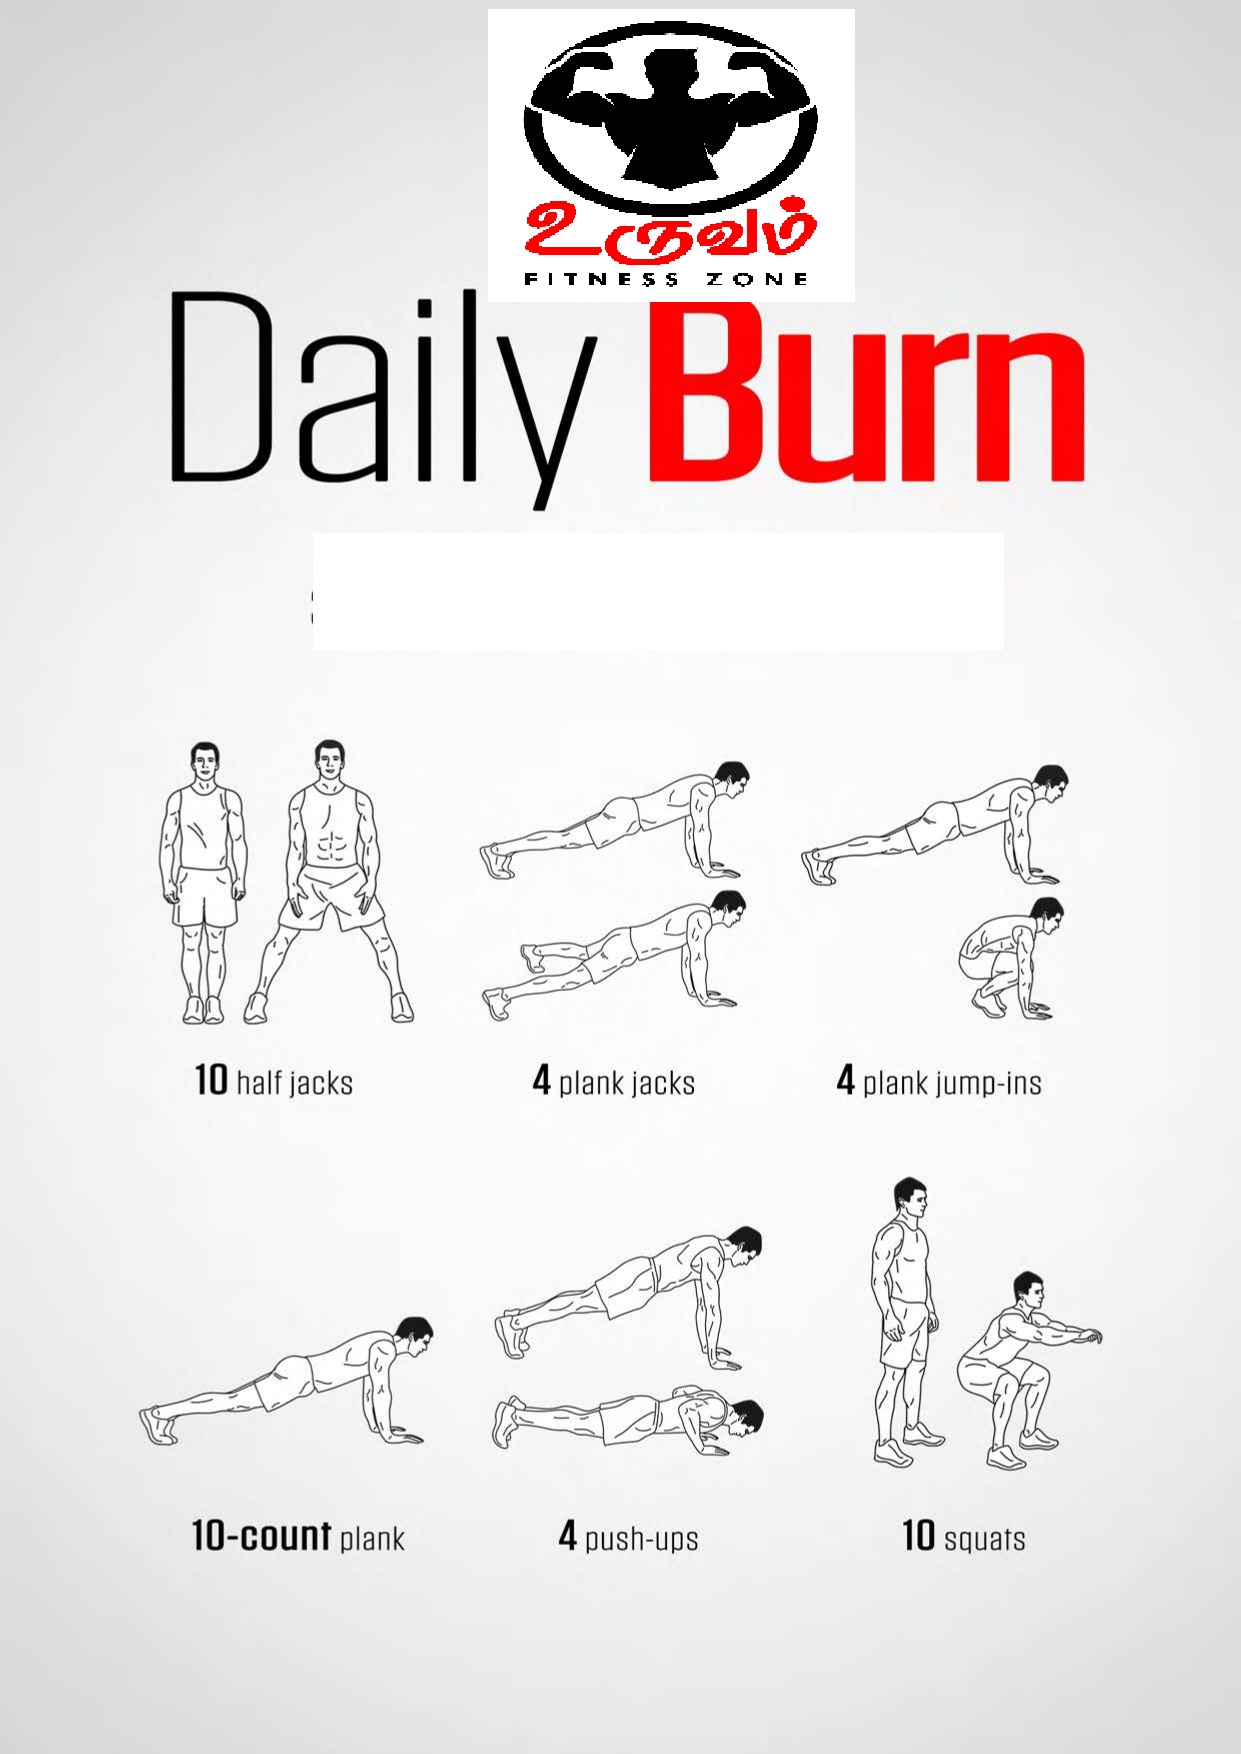 உருவம்
FITNESS ZONE
Daily Burn
10 half jacks
4 plank jacks
4 plank jump-ins
10-count plank
4 push-ups
10 squats